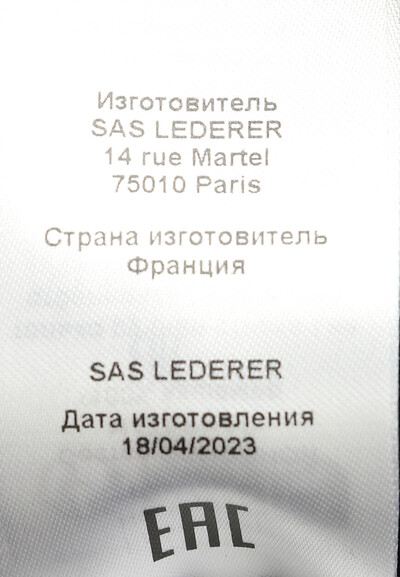 Изготовитель
SAS LEDERER
14 rue Martel
75010 Paris
Страна изготовитель
Франция
SAS LEDERER
Дата изготовления
18/04/2023
EAC